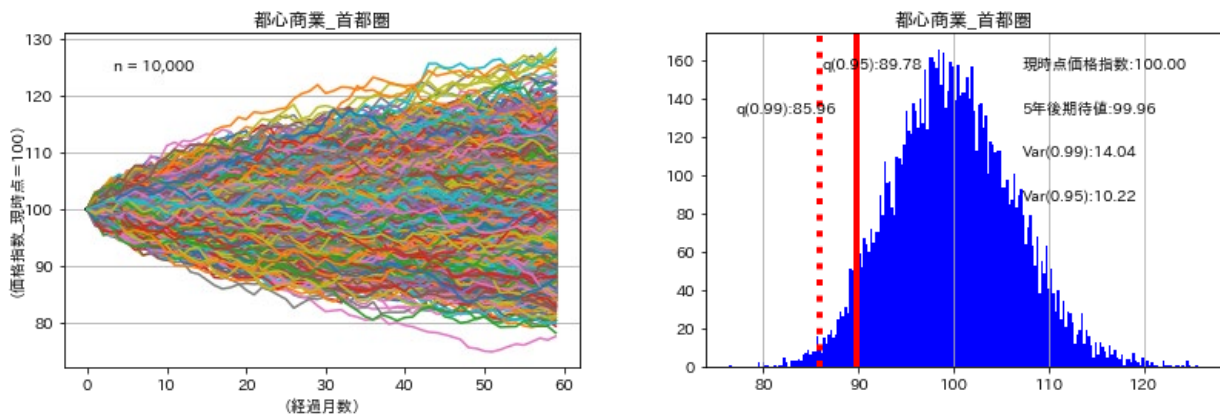 都心商業_首都圏
130
120
110
100
90
80
n = 10,000
(価格指数_現時点=100)
0
10
20
30
40
50
60
(経過月数)
都心商業_首都圏
160
140
120
100
80
60
40
20
0
q(0.95):89.78
q(0.99):85.96
現時点価格指数:100.00
5年後期待値:99.96
Var(0.99):14.04
Var(0.95):10.22
80
90
100
110
120